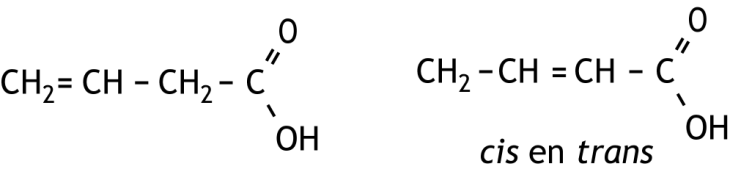 O
CH₂= CH – CH₂– C
OH
O
CH₂ –CH =CH – C
OH
cis en trans